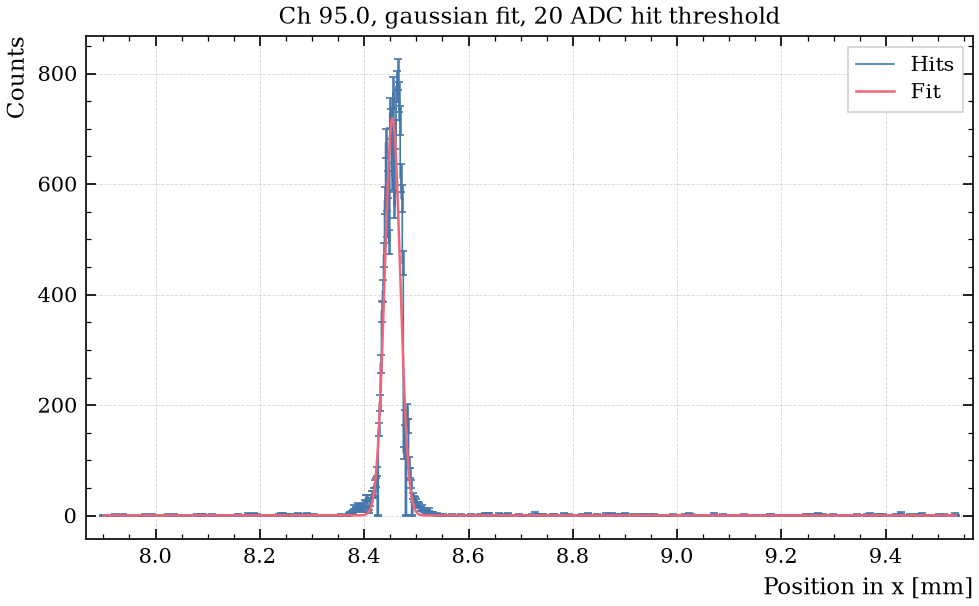 Ch 95.0, gaussian fit, 20 ADC hit threshold
Counts
Hits
Fit
800
600
400
200
0
8.0 8.2 8.4 8.6 8.8 9.0 9.2 9.4
Position in x [mm]